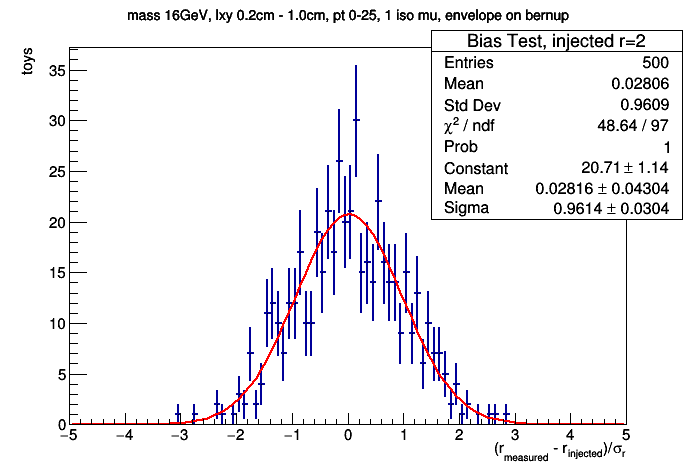 mass 16GeV, lxy 0.2cm - 1.0cm, pt 0-25, 1 iso mu, envelope on bernup
Bias Test, injected r=2
Entries 500
Mean 0.02806
Std Dev 0.9609
χ² / ndf 48.64 / 97
Prob 1
Constant 20.71 ± 1.14
Mean 0.02816 ± 0.04304
Sigma 0.9614 ± 0.0304
toys
35
30
25
20
15
10
5
0
−5 −4 −3 −2 −1 0 1 2 3 4 5
(r_measured - r_injected)/σ_r